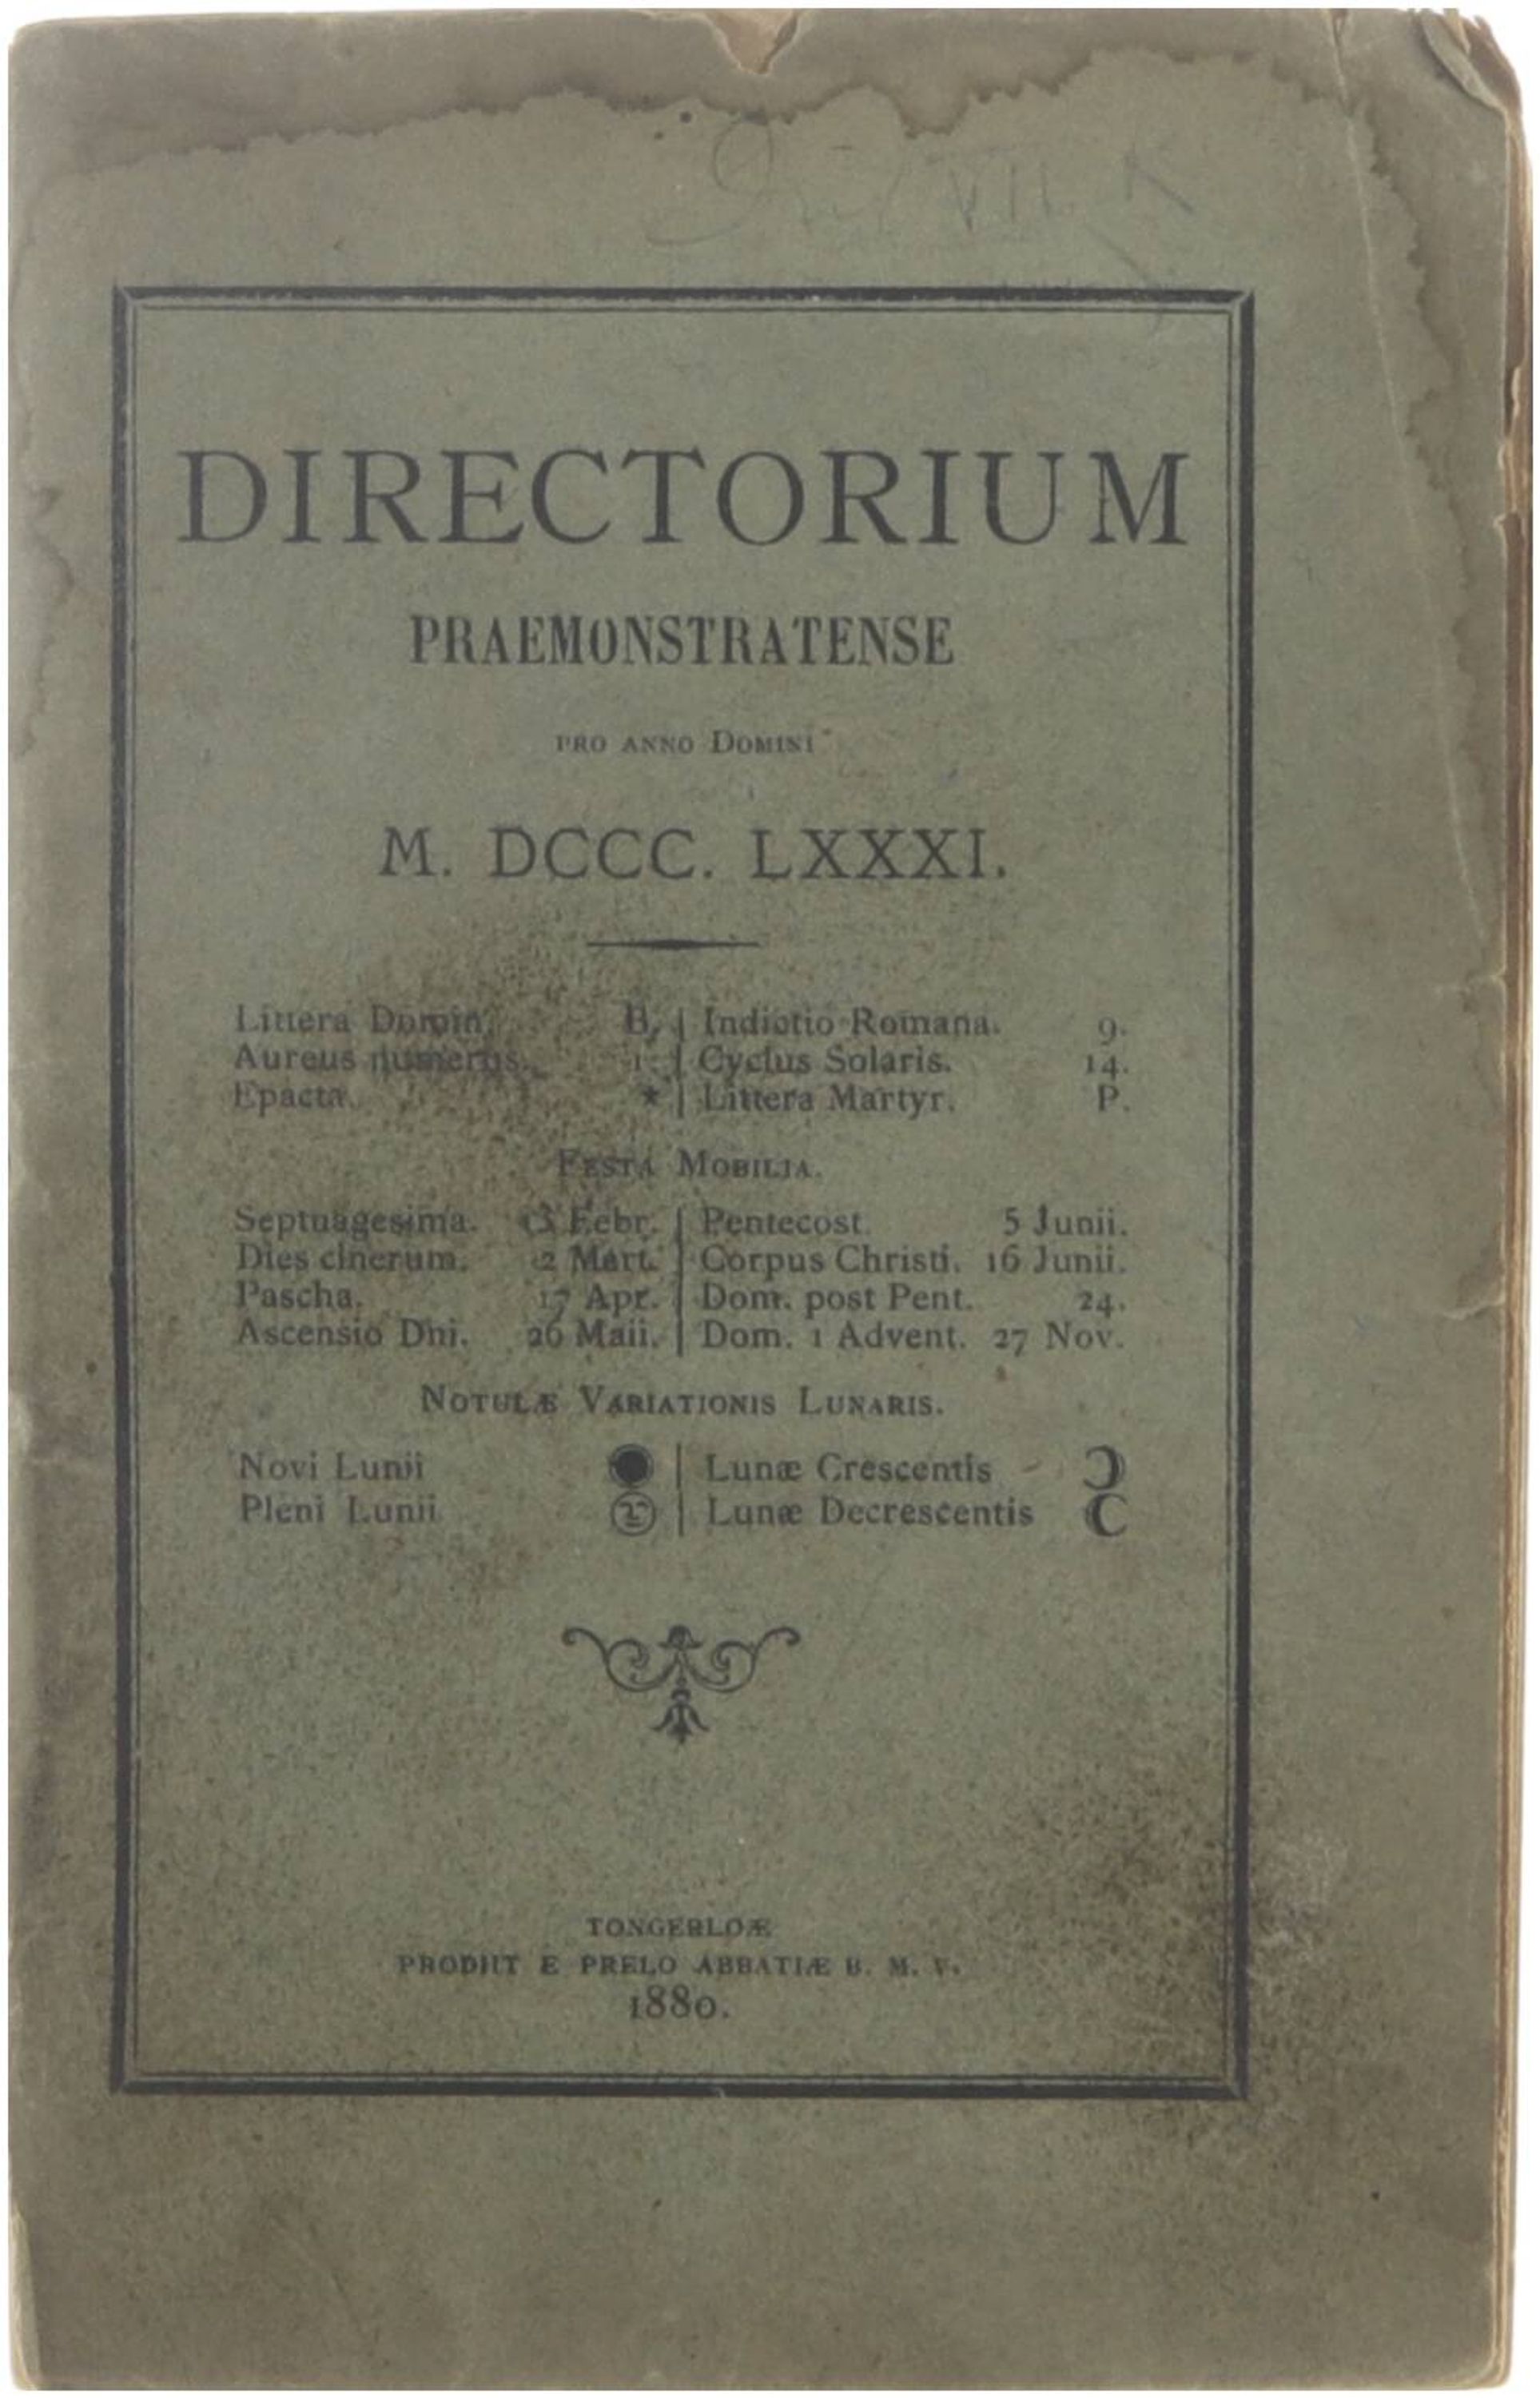 DIRECTORIUM
PRAEMONSTRATENSE
PRO ANNO DOMINI
M. DCCC. LXXXI.
Littera Domin. B. | Indictio Romana. 9.
Aureus numerus. 1. | Cyclus Solaris. 14.
Epacta. * | Littera Martyr. P.
FESTA MOBILIA.
Septuagesima. 13 Febr. | Pentecost. 5 Junii.
Dies cinerum. 2 Mart. | Corpus Christi. 16 Junii.
Pascha. 17 Apr. | Dom. post Pent. 24.
Ascensio Dni. 26 Maii. | Dom. 1 Advent. 27 Nov.
NOTULÆ VARIATIONIS LUNARIS.
Novi Lunii | Lunæ Crescentis
Pleni Lunii | Lunæ Decrescentis
TONGERLOÆ
PRODIIT E PRELO ABBATIÆ B. M. V.
1880.